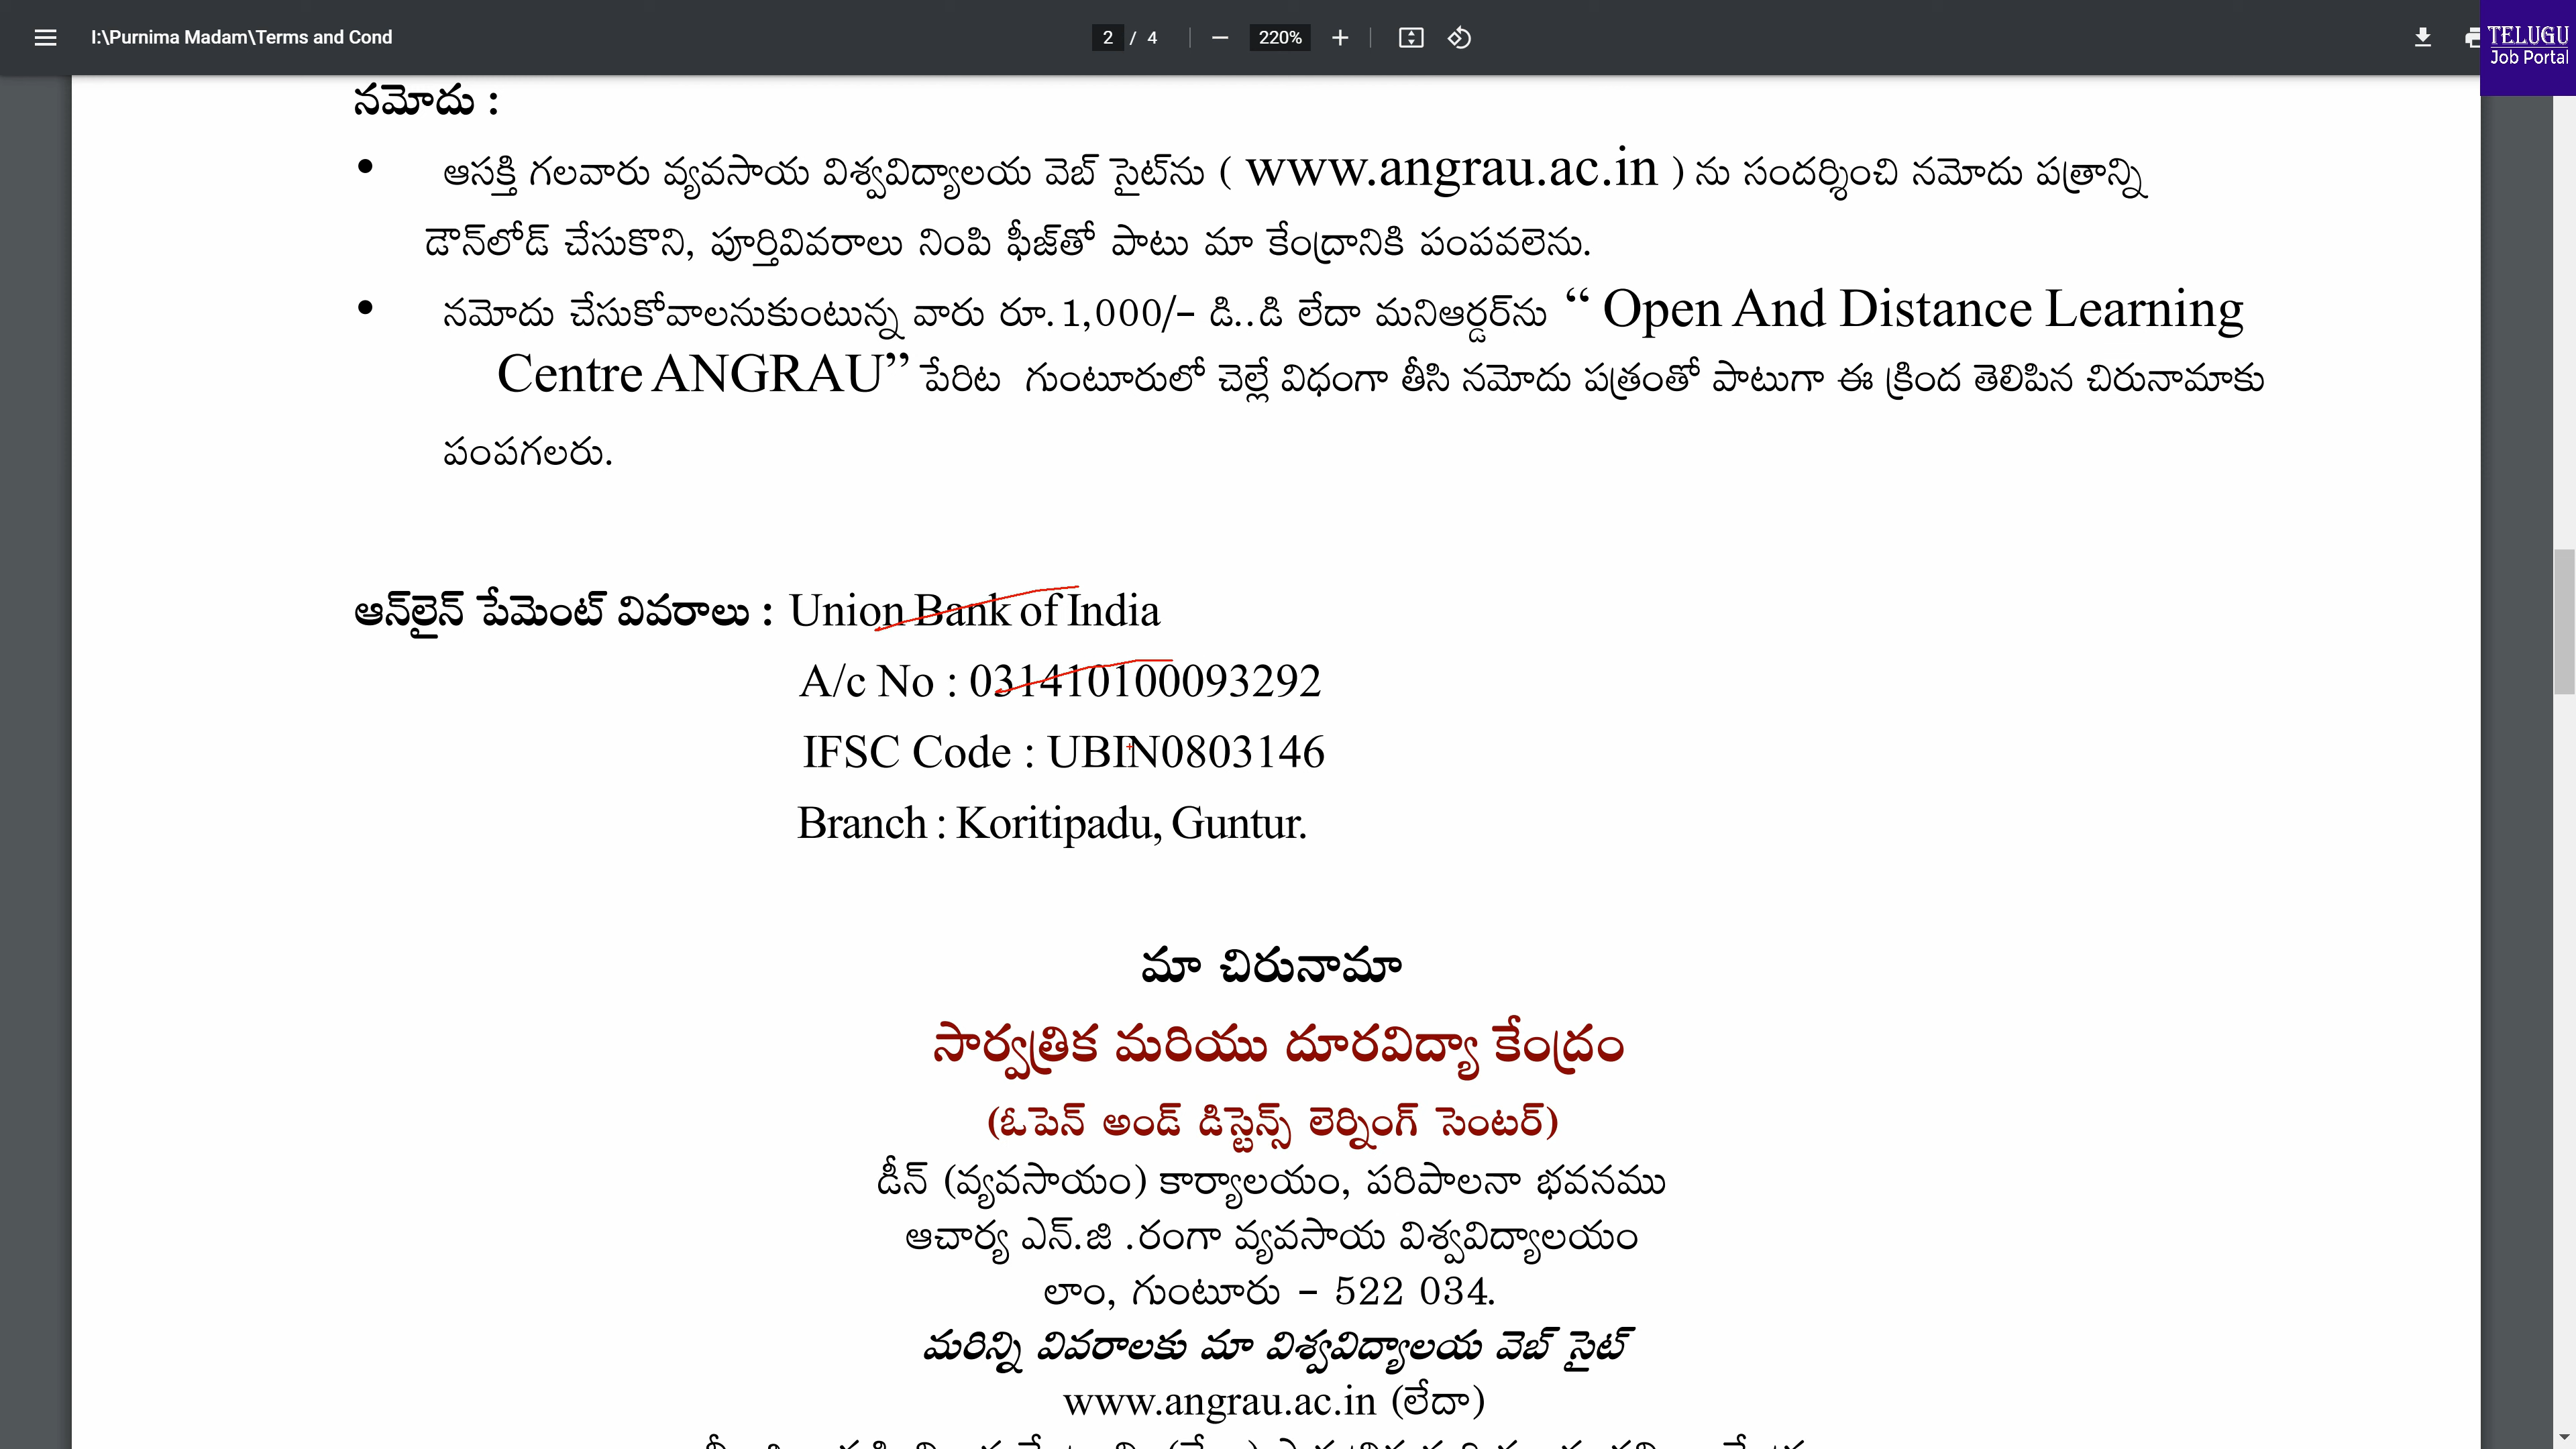 I:\Purnima Madam\Terms and Cond
2 / 4
220%
TELUGU
Job Portal
నమోదు :
• ఆసక్తి గలవారు వ్యవసాయ విశ్వవిద్యాలయ వెబ్ సైట్‌ను ( www.angrau.ac.in ) ను సందర్శించి నమోదు పత్రాన్ని
డౌన్‌లోడ్ చేసుకొని, పూర్తివివరాలు నింపి ఫీజ్‌తో పాటు మా కేంద్రానికి పంపవలెను.
• నమోదు చేసుకోవాలనుకుంటున్న వారు రూ. 1,000/- డి..డి లేదా మనిఆర్డర్‌ను “ Open And Distance Learning
Centre ANGRAU” పేరిట గుంటూరులో చెల్లే విధంగా తీసి నమోదు పత్రంతో పాటుగా ఈ క్రింద తెలిపిన చిరునామాకు
పంపగలరు.
ఆన్‌లైన్ పేమెంట్ వివరాలు : Union Bank of India
A/c No : 031410100093292
IFSC Code : UBIN0803146
Branch : Koritipadu, Guntur.
మా చిరునామా
సార్వత్రిక మరియు దూరవిద్యా కేంద్రం
(ఓపెన్ అండ్ డిస్టెన్స్ లెర్నింగ్ సెంటర్)
డీన్ (వ్యవసాయం) కార్యాలయం, పరిపాలనా భవనము
ఆచార్య ఎన్.జి .రంగా వ్యవసాయ విశ్వవిద్యాలయం
లాం, గుంటూరు - 522 034.
మరిన్ని వివరాలకు మా విశ్వవిద్యాలయ వెబ్ సైట్
www.angrau.ac.in (లేదా)